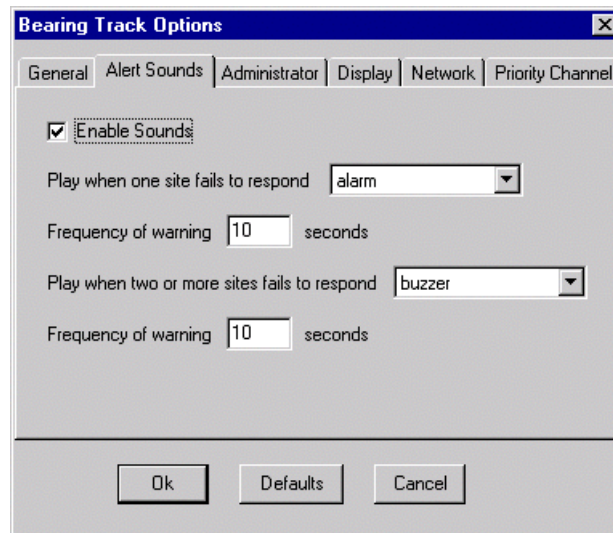 Bearing Track Options
General Alert Sounds Administrator Display Network Priority Channel
Enable Sounds
Play when one site fails to respond alarm
Frequency of warning 10 seconds
Play when two or more sites fails to respond buzzer
Frequency of warning 10 seconds
Ok Defaults Cancel